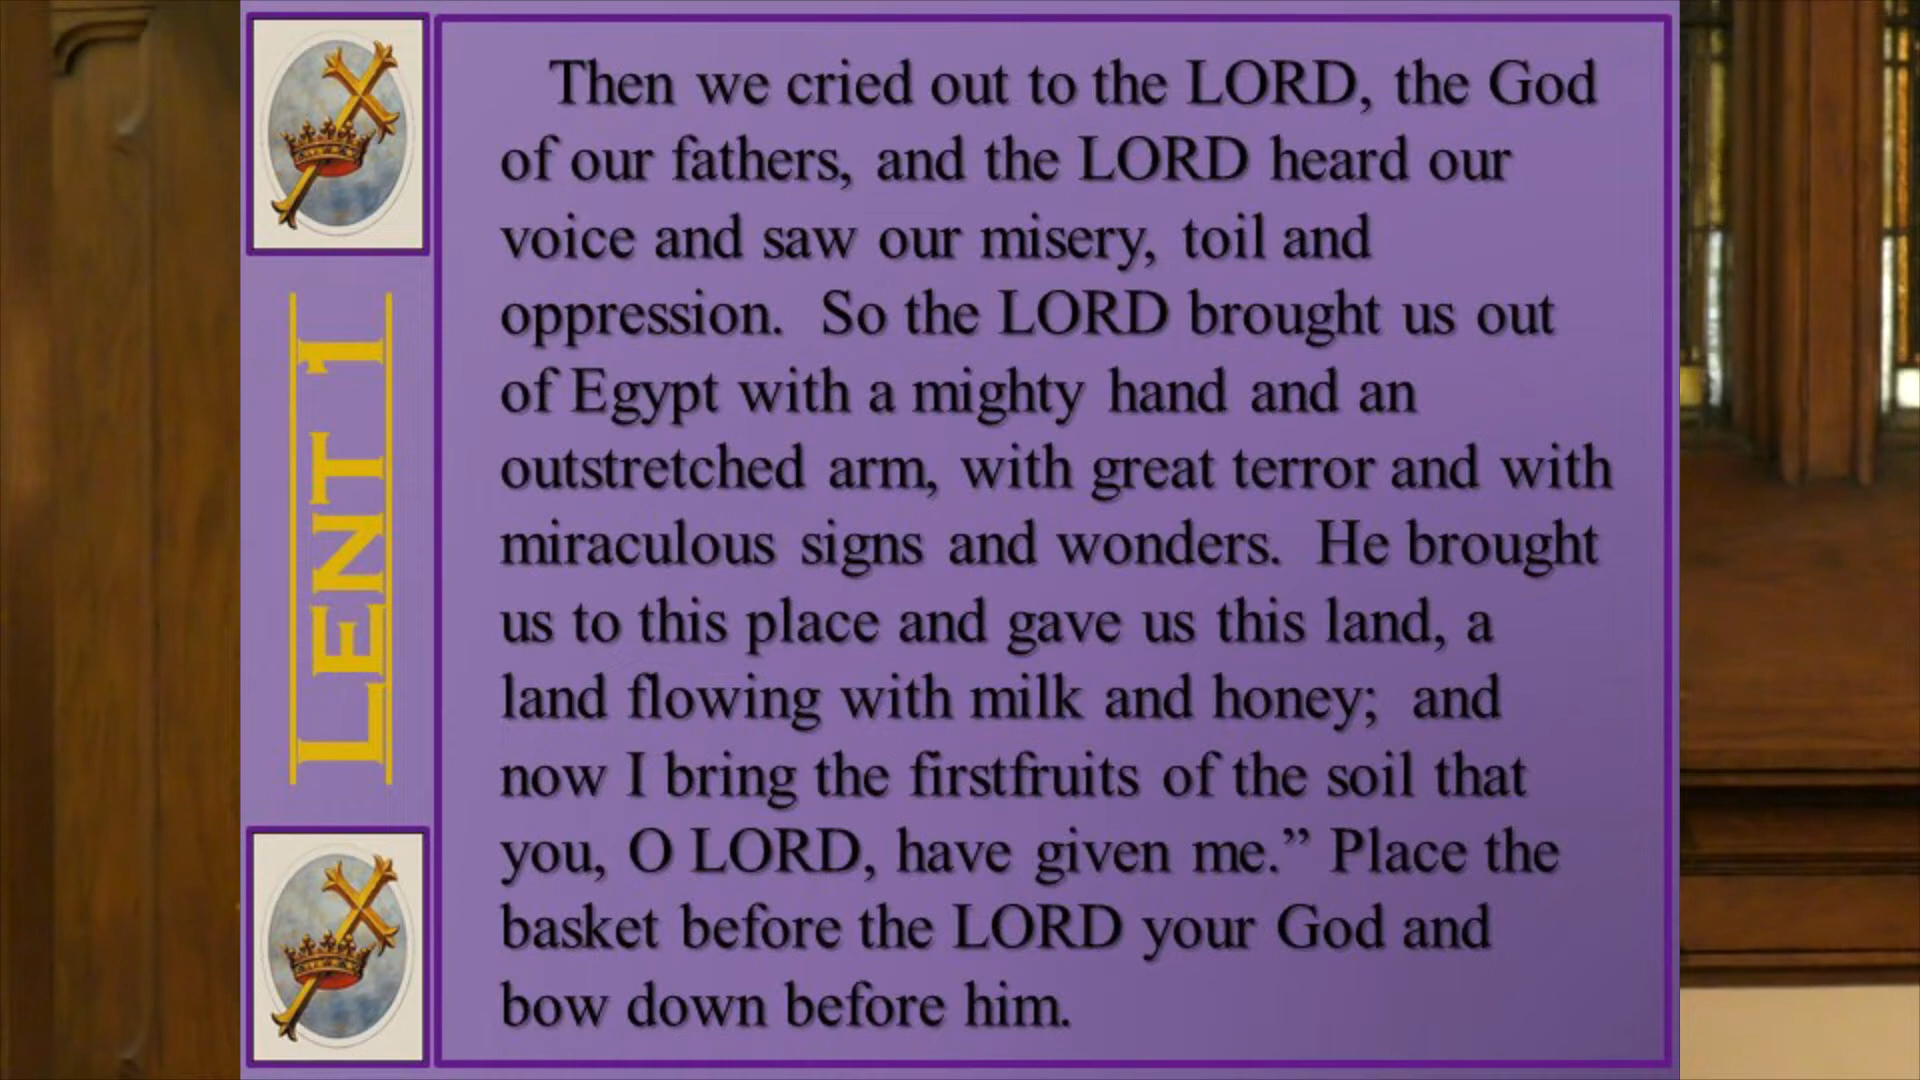 Then we cried out to the LORD, the God
of our fathers, and the LORD heard our
voice and saw our misery, toil and
oppression. So the LORD brought us out
of Egypt with a mighty hand and an
outstretched arm, with great terror and with
miraculous signs and wonders. He brought
us to this place and gave us this land, a
land flowing with milk and honey; and
now I bring the firstfruits of the soil that
you, O LORD, have given me.” Place the
basket before the LORD your God and
bow down before him.
LENT 1